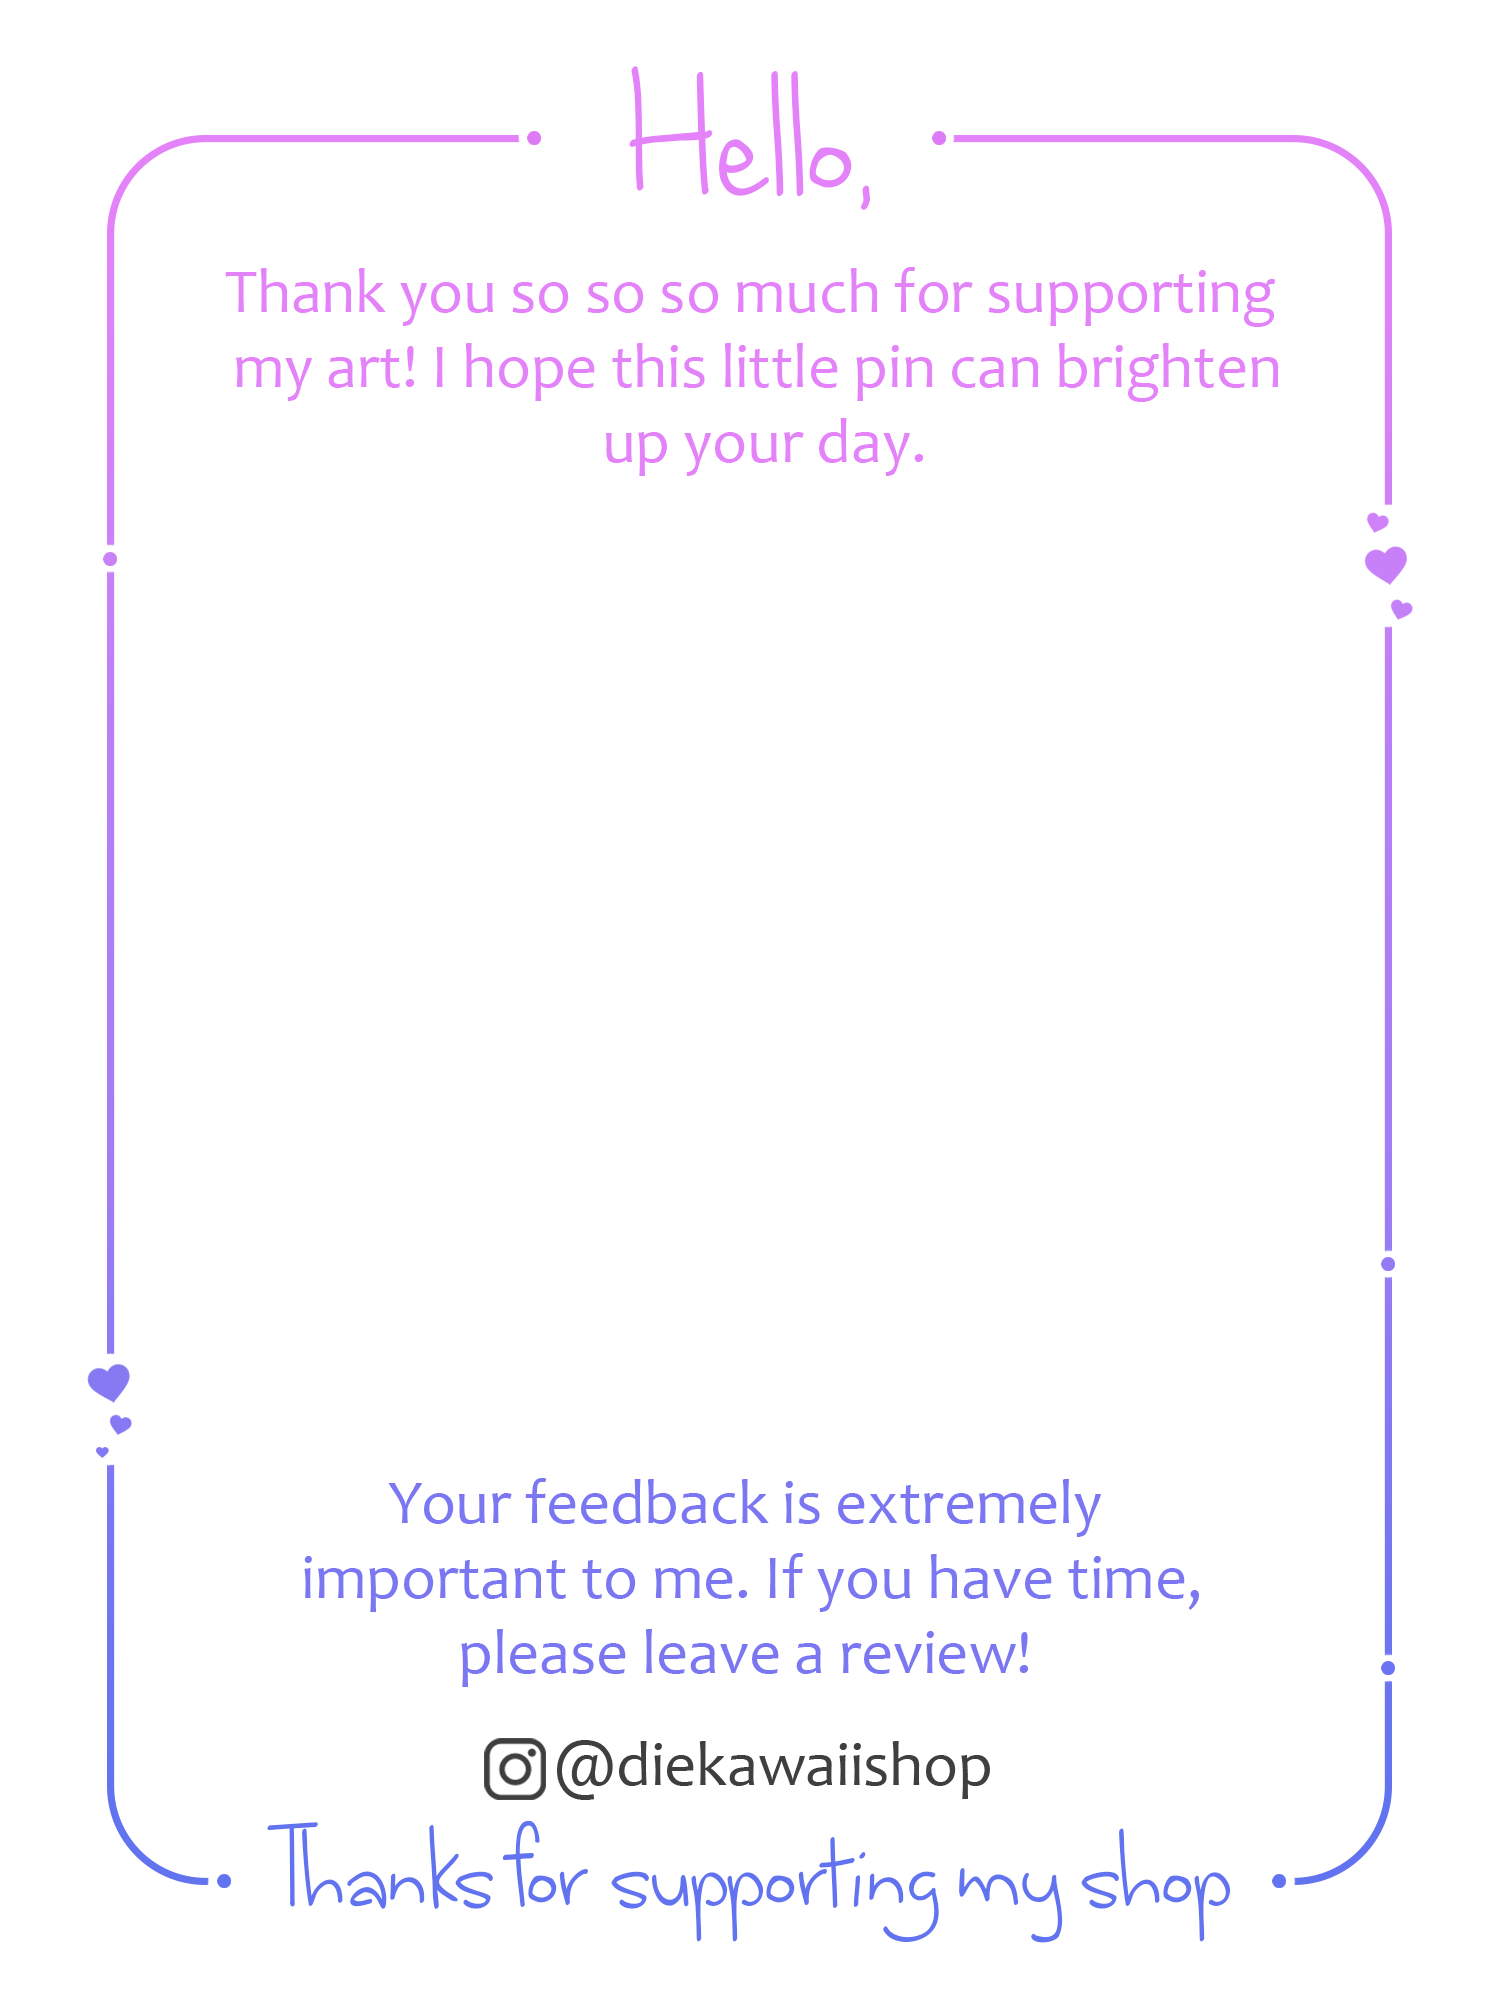 Hello,
Thank you so so so much for supporting
my art! I hope this little pin can brighten
up your day.
Your feedback is extremely
important to me. If you have time,
please leave a review!
@diekawaiishop
Thanks for supporting my shop